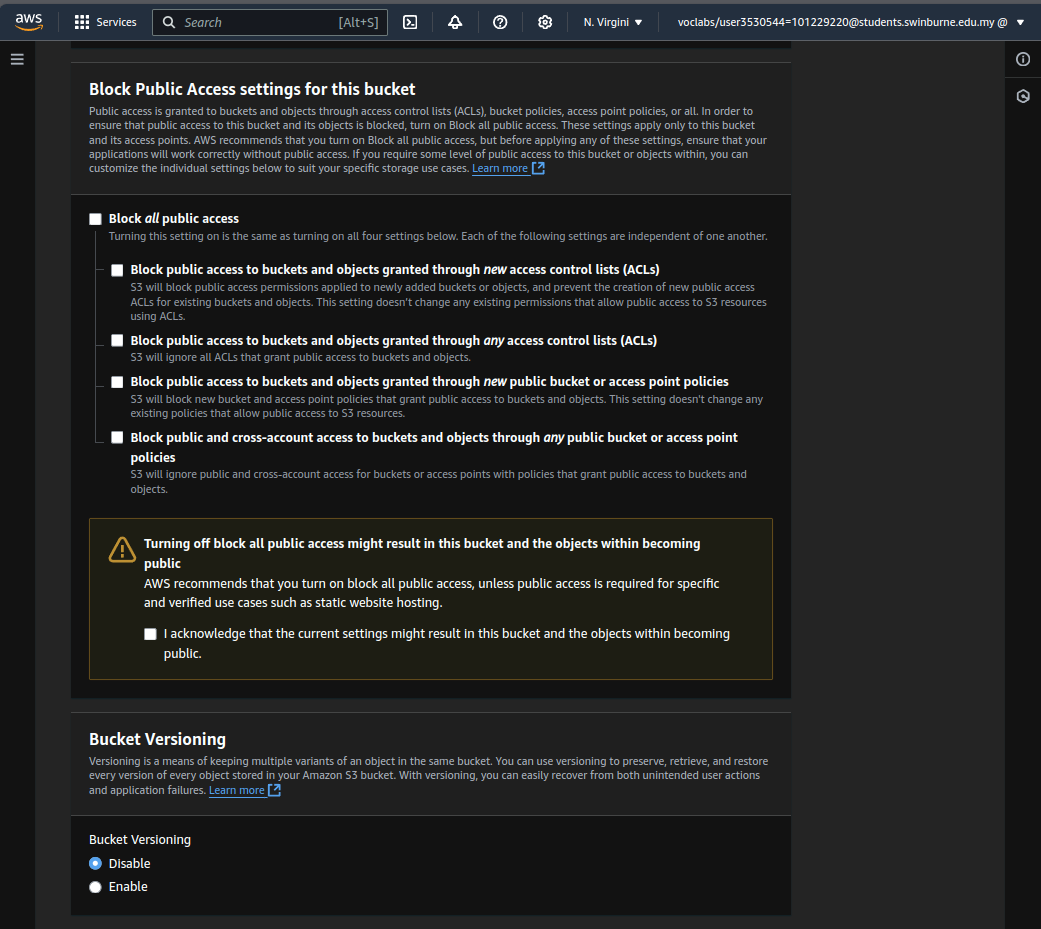 aws
Services
Search
[Alt+S]
N. Virgini
voclabs/user3530544=101229220@students.swinburne.edu.my @
Block Public Access settings for this bucket
Public access is granted to buckets and objects through access control lists (ACLs), bucket policies, access point policies, or all. In order to
ensure that public access to this bucket and its objects is blocked, turn on Block all public access. These settings apply only to this bucket
and its access points. AWS recommends that you turn on Block all public access, but before applying any of these settings, ensure that your
applications will work correctly without public access. If you require some level of public access to this bucket or objects within, you can
customize the individual settings below to suit your specific storage use cases. Learn more
Block all public access
Turning this setting on is the same as turning on all four settings below. Each of the following settings are independent of one another.
Block public access to buckets and objects granted through new access control lists (ACLs)
S3 will block public access permissions applied to newly added buckets or objects, and prevent the creation of new public access
ACLs for existing buckets and objects. This setting doesn't change any existing permissions that allow public access to S3 resources
using ACLs.
Block public access to buckets and objects granted through any access control lists (ACLs)
S3 will ignore all ACLs that grant public access to buckets and objects.
Block public access to buckets and objects granted through new public bucket or access point policies
S3 will block new bucket and access point policies that grant public access to buckets and objects. This setting doesn't change any
existing policies that allow public access to S3 resources.
Block public and cross-account access to buckets and objects through any public bucket or access point
policies
S3 will ignore public and cross-account access for buckets or access points with policies that grant public access to buckets and
objects.
Turning off block all public access might result in this bucket and the objects within becoming
public
AWS recommends that you turn on block all public access, unless public access is required for specific
and verified use cases such as static website hosting.
I acknowledge that the current settings might result in this bucket and the objects within becoming
public.
Bucket Versioning
Versioning is a means of keeping multiple variants of an object in the same bucket. You can use versioning to preserve, retrieve, and restore
every version of every object stored in your Amazon S3 bucket. With versioning, you can easily recover from both unintended user actions
and application failures. Learn more
Bucket Versioning
Disable
Enable